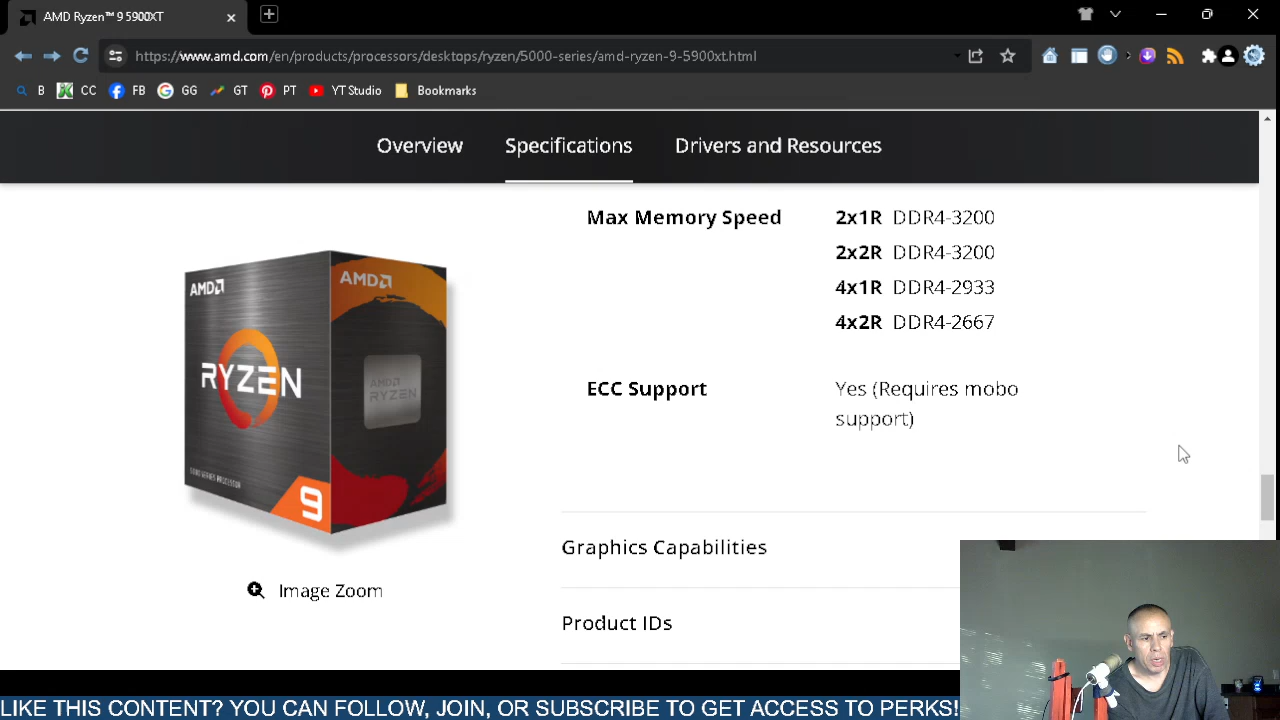 AMD Ryzen™ 9 5900XT
https://www.amd.com/en/products/processors/desktops/ryzen/5000-series/amd-ryzen-9-5900xt.html
B CC FB GG GT PT YT Studio Bookmarks
Overview Specifications Drivers and Resources
Max Memory Speed 2x1R DDR4-3200
2x2R DDR4-3200
4x1R DDR4-2933
4x2R DDR4-2667
ECC Support Yes (Requires mobo
support)
AMD
AMD
RYZEN
AMD
RYZEN
9
Image Zoom
Graphics Capabilities
Product IDs
LIKE THIS CONTENT? YOU CAN FOLLOW, JOIN, OR SUBSCRIBE TO GET ACCESS TO PERKS!